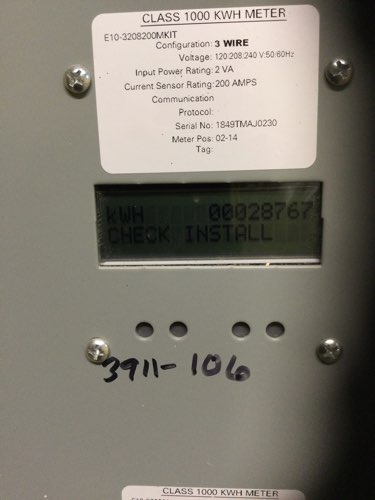 CLASS 1000 KWH METER
E10-3208200MKIT
Configuration: 3 WIRE
Voltage: 120:208:240 V:50:60Hz
Input Power Rating: 2 VA
Current Sensor Rating: 200 AMPS
Communication
Protocol:
Serial No: 1849TMAJ0230
Meter Pos: 02-14
Tag:
kWH 00028767
CHECK INSTALL
3911-106
CLASS 1000 KWH METER